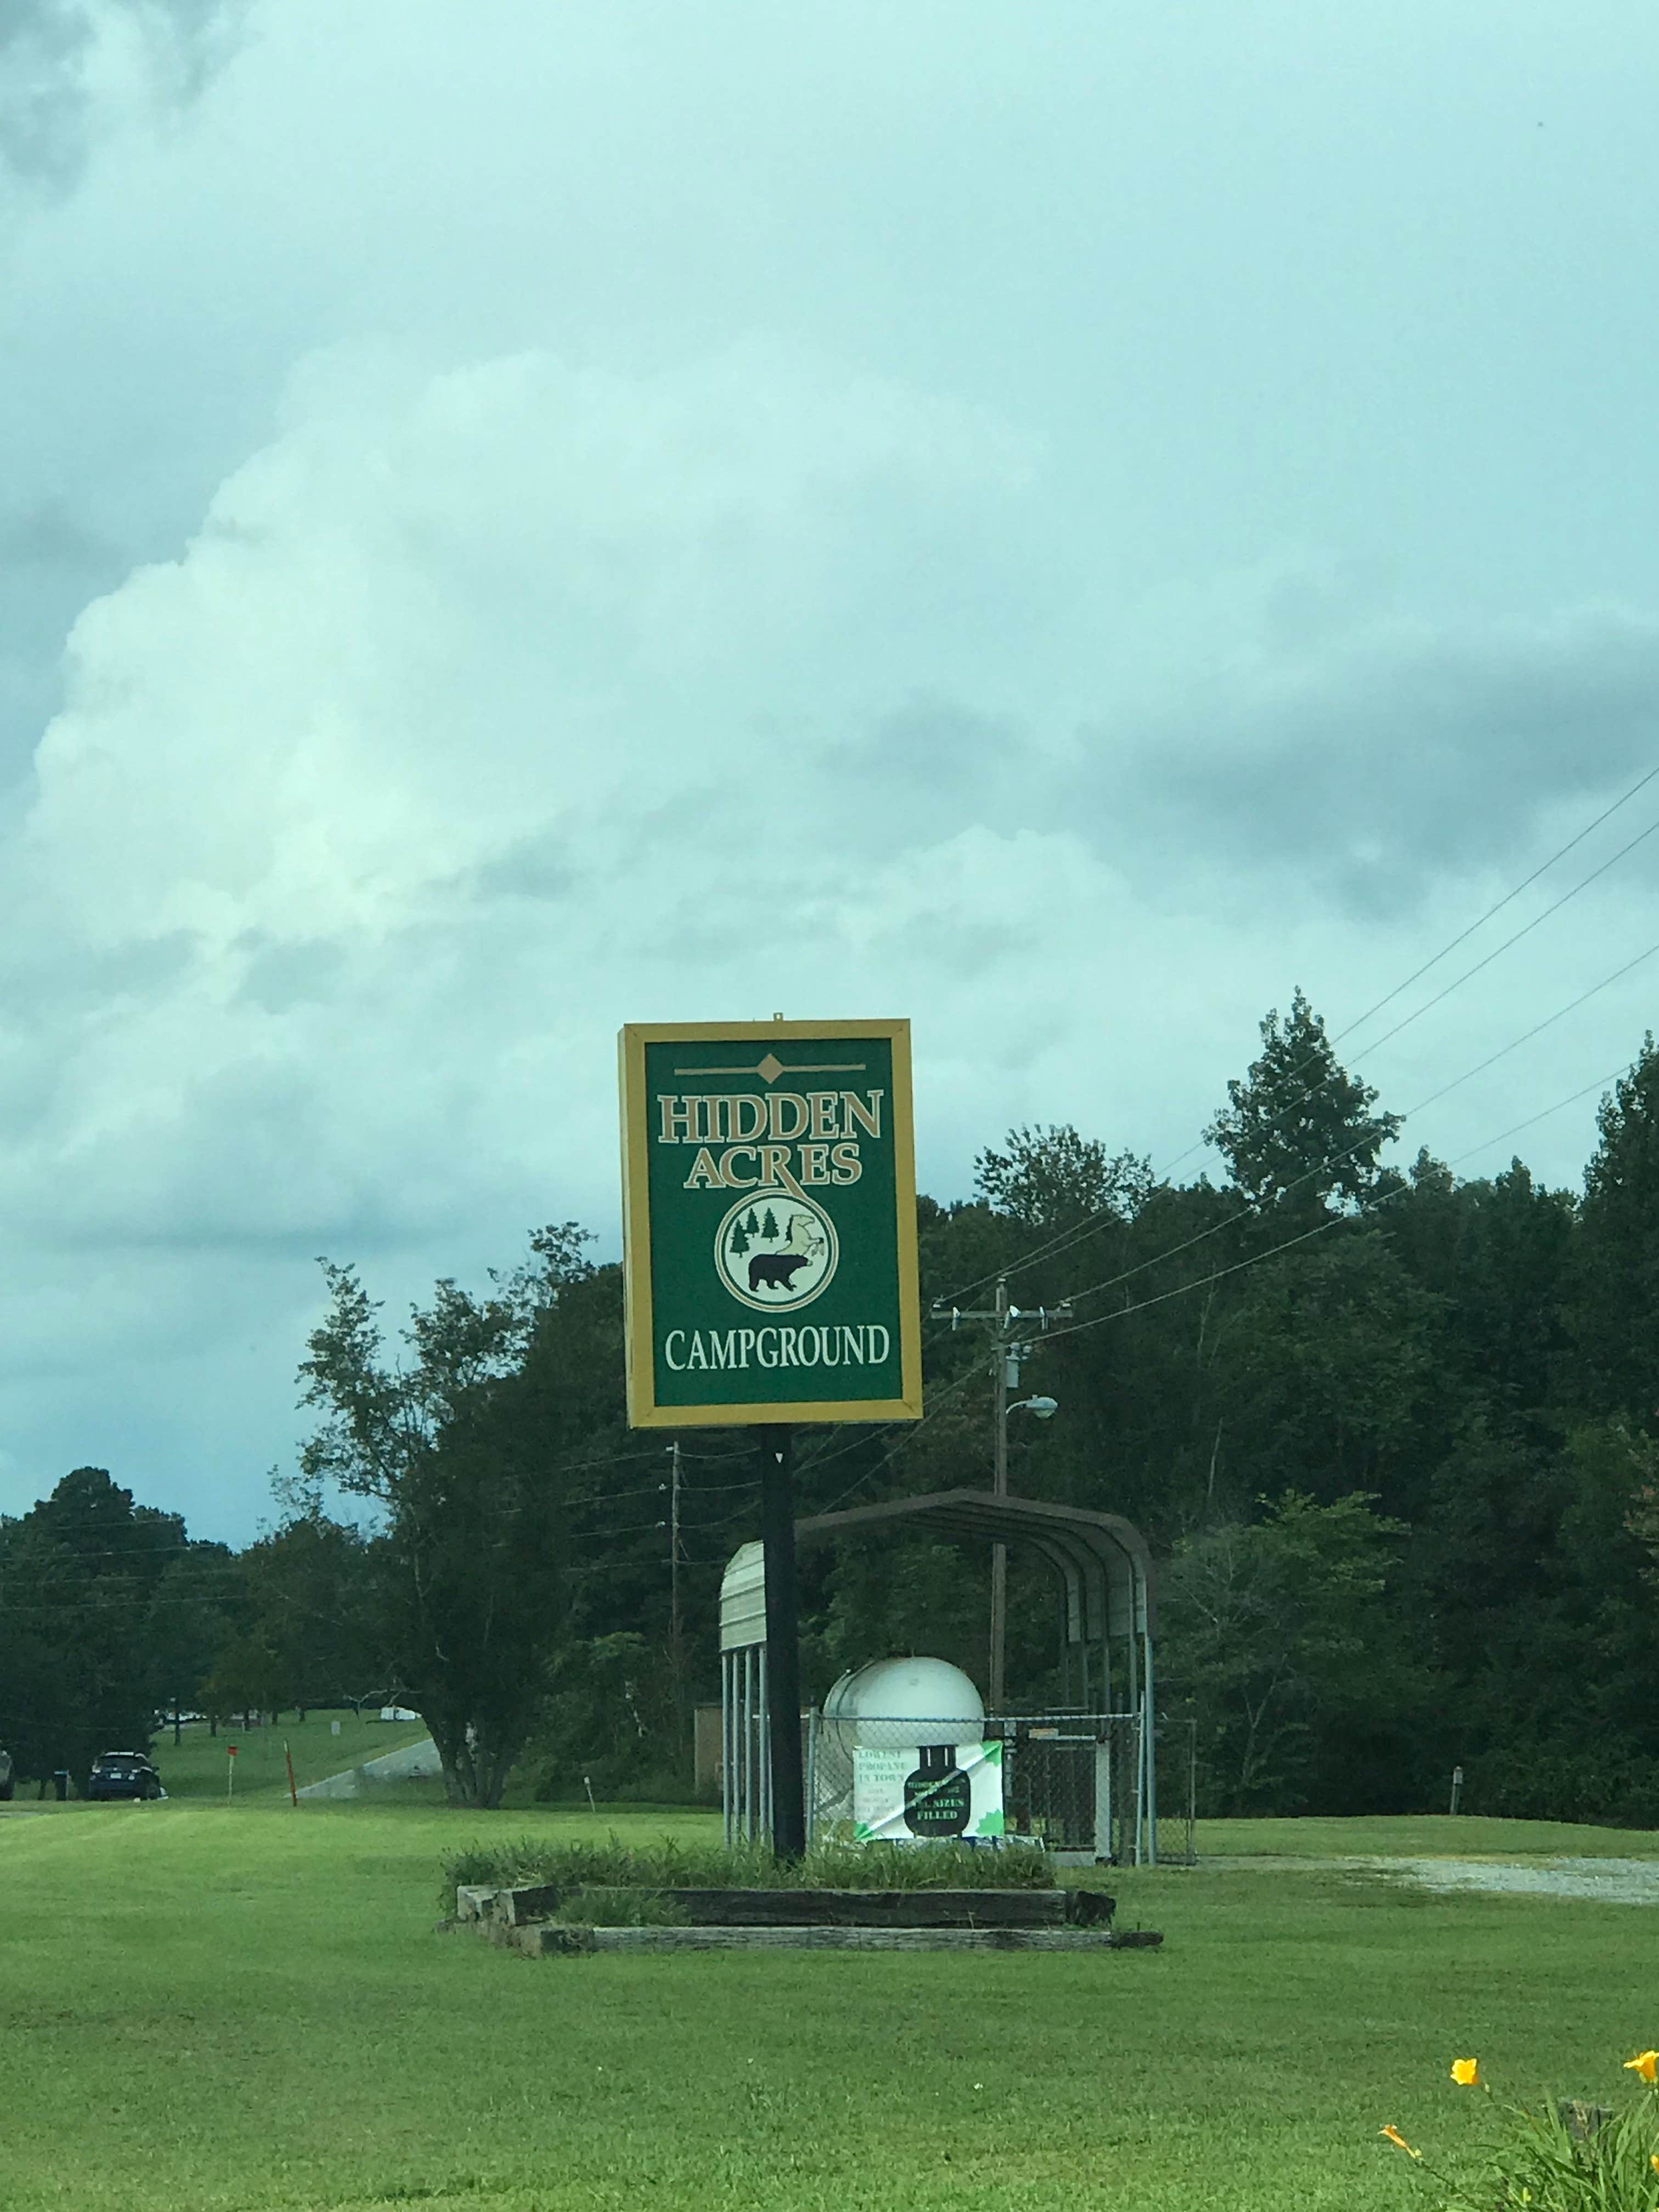 HIDDEN
ACRES
CAMPGROUND
LOWEST
PROPANE
IN TOWN
ALL SIZES
FILLED